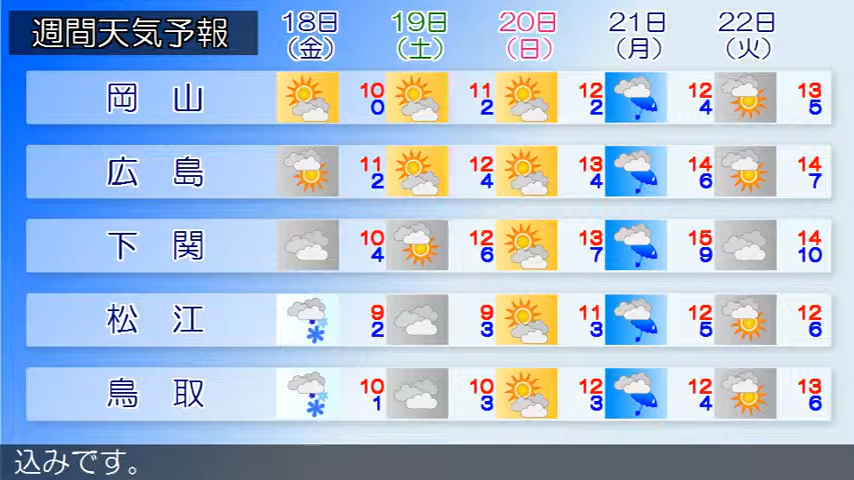 週間天気予報
18日 19日 20日 21日 22日
(金) (土) (日) (月) (火)
岡山 10 11 12 12 13
0 2 2 4 5
広島 11 12 13 14 14
2 4 4 6 7
下関 10 12 13 15 14
4 6 7 9 10
松江 9 9 11 12 12
2 3 3 5 6
鳥取 10 10 12 12 13
1 3 3 4 6
込みです。